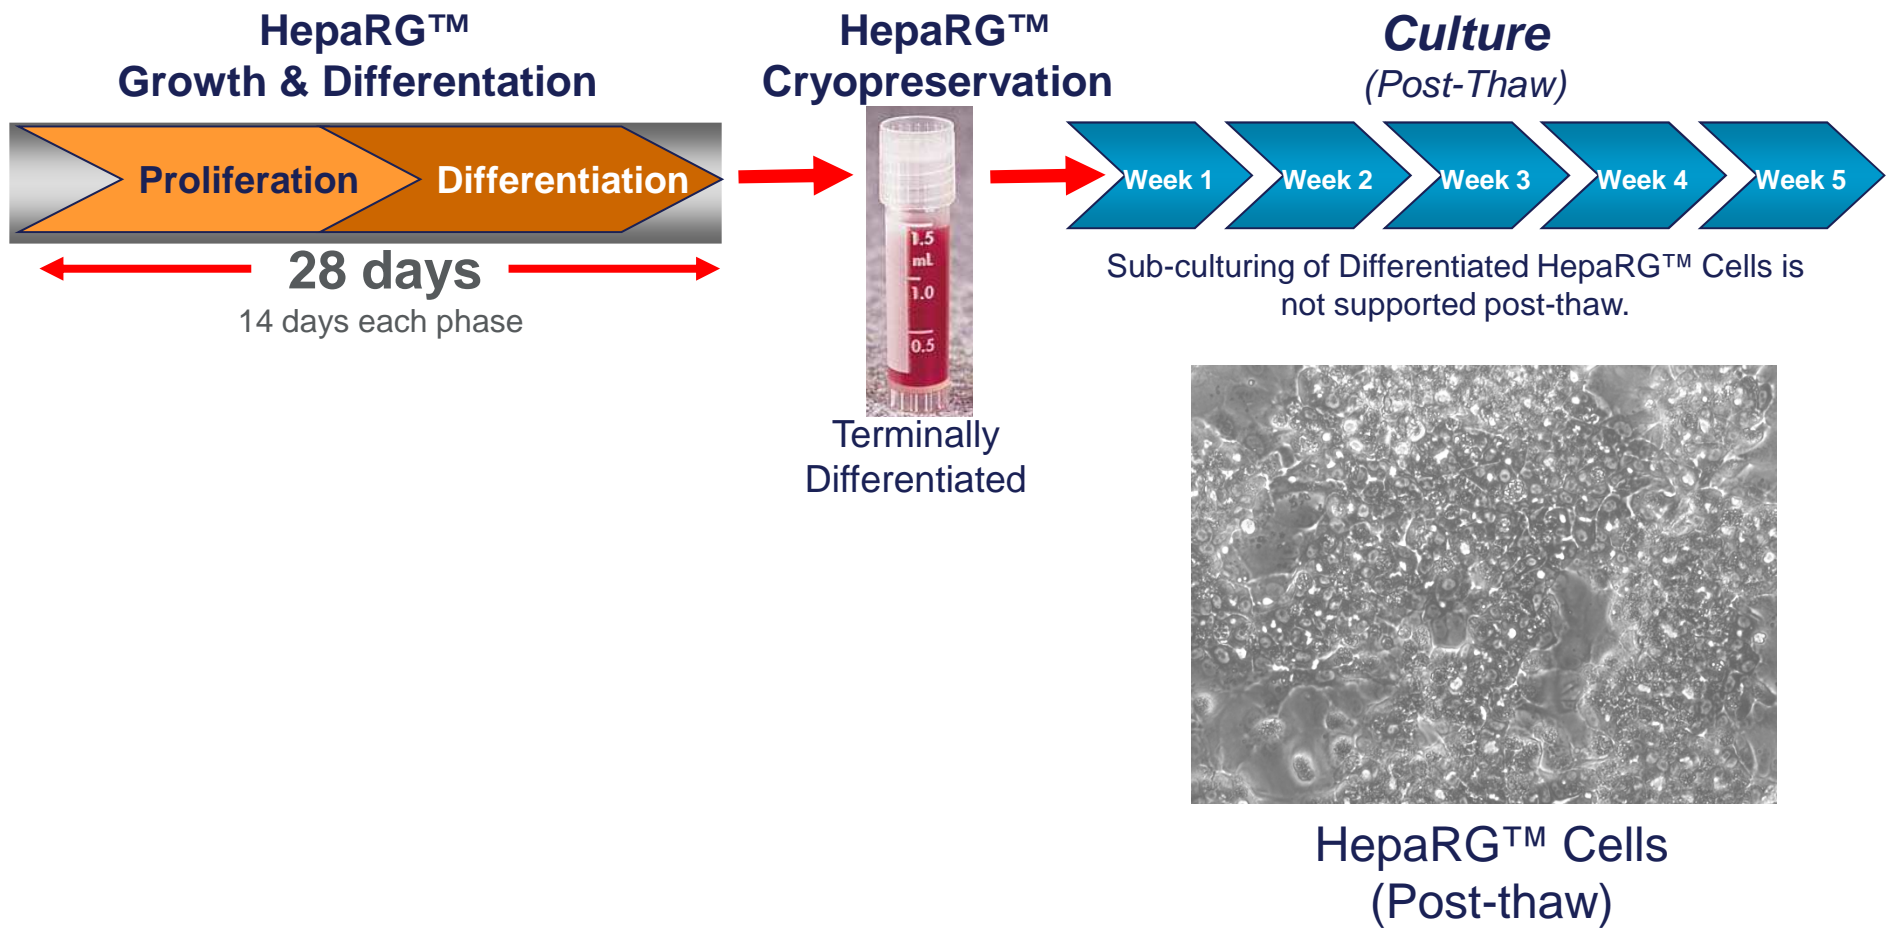 HepaRG™
Growth & Differentation
Proliferation
Differentiation
28 days
14 days each phase
HepaRG™
Cryopreservation
1.5
mL
1.0
0.5
Terminally
Differentiated
Culture
(Post-Thaw)
Week 1
Week 2
Week 3
Week 4
Week 5
Sub-culturing of Differentiated HepaRG™ Cells is
not supported post-thaw.
HepaRG™ Cells
(Post-thaw)